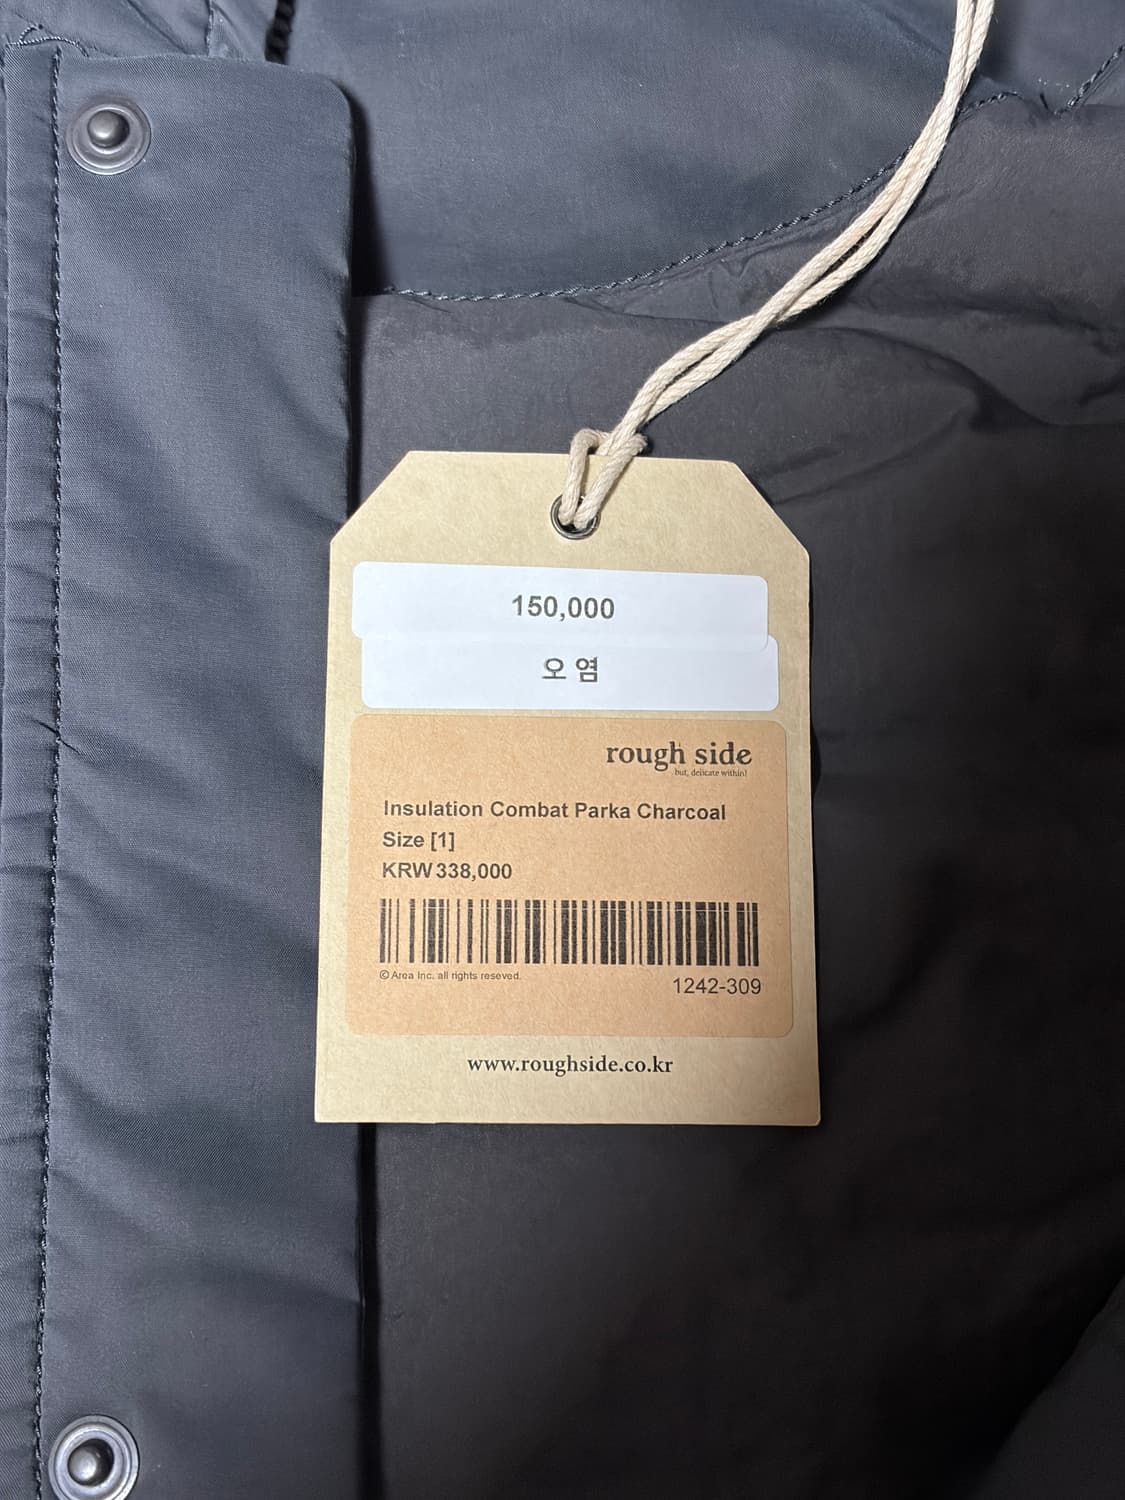 150,000
오 염
rough side
but, delicate within!
Insulation Combat Parka Charcoal
Size [1]
KRW 338,000
© Area Inc. all rights reseved.
1242-309
www.roughside.co.kr